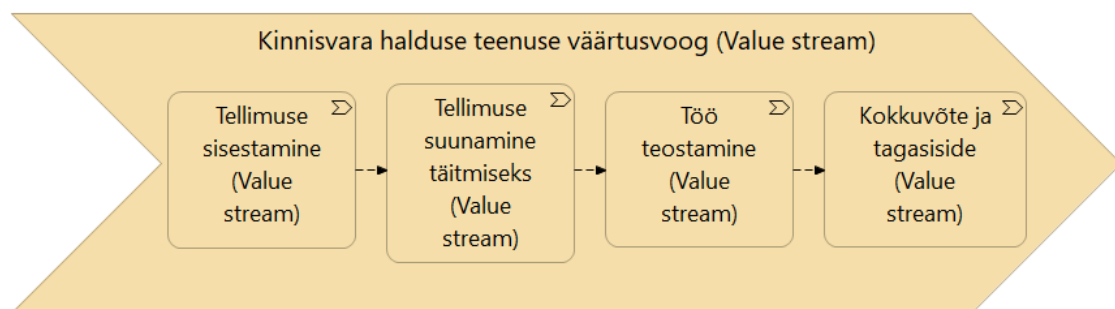 Kinnisvara halduse teenuse väärtusvoog (Value stream)
Tellimuse
sisestamine
(Value
stream)
Tellimuse
suunamine
täitmiseks
(Value
stream)
Töö
teostamine
(Value
stream)
Kokkuvõte ja
tagasiside
(Value
stream)